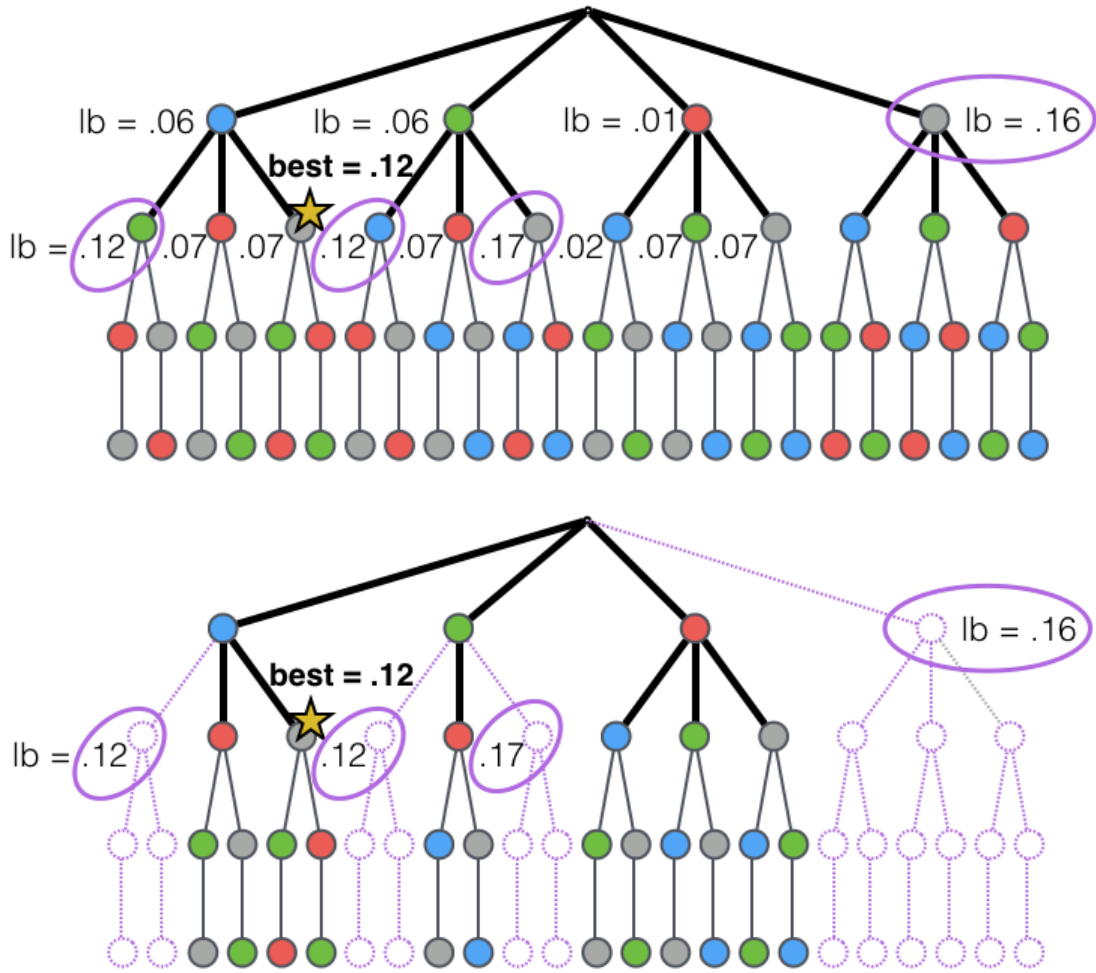 lb = .06
lb = .06
lb = .01
lb = .16
best = .12
lb = .12 .07 .07 .12 .07 .17 .02 .07 .07
lb = .16
best = .12
lb = .12 .12 .17